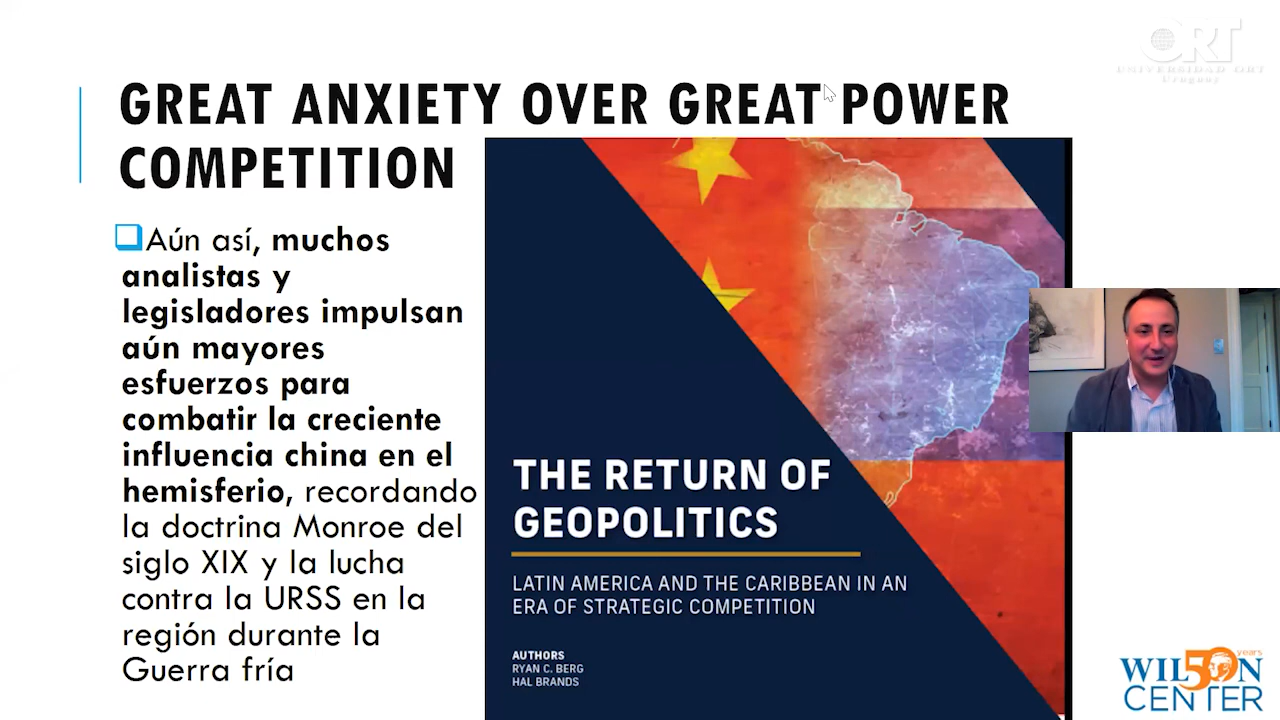 ORT
UNIVERSIDAD ORT
Uruguay
GREAT ANXIETY OVER GREAT POWER
COMPETITION
Aún así, muchos
analistas y
legisladores impulsan
aún mayores
esfuerzos para
combatir la creciente
influencia china en el
hemisferio, recordando
la doctrina Monroe del
siglo XIX y la lucha
contra la URSS en la
región durante la
Guerra fría
THE RETURN OF
GEOPOLITICS
LATIN AMERICA AND THE CARIBBEAN IN AN
ERA OF STRATEGIC COMPETITION
AUTHORS
RYAN C. BERG
HAL BRANDS
50 years
WILSON
CENTER